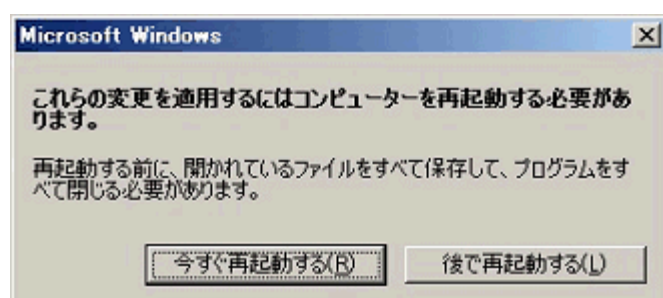 Microsoft Windows
これらの変更を適用するにはコンピューターを再起動する必要があ
ります。
再起動する前に、開かれているファイルをすべて保存して、プログラムをす
べて閉じる必要があります。
今すぐ再起動する(R)
後で再起動する(L)